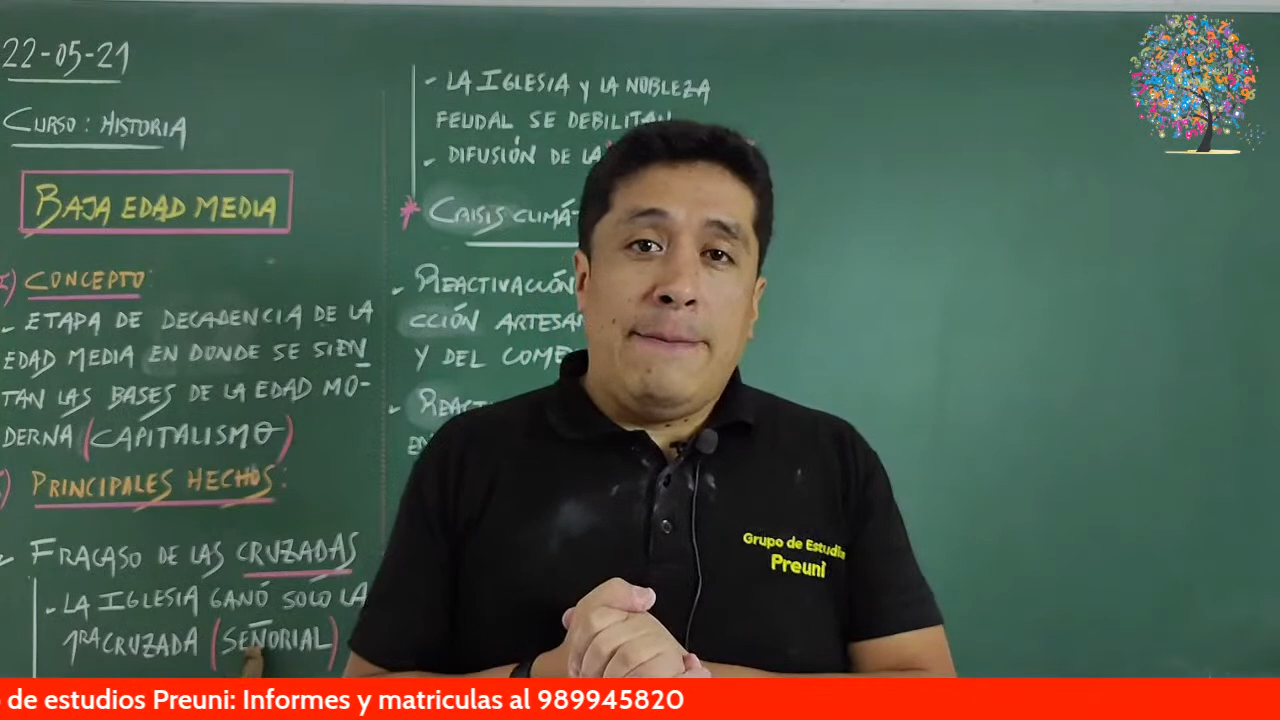 22-05-21
CURSO: HISTORIA
BAJA EDAD MEDIA
I) CONCEPTO:
- ETAPA DE DECADENCIA DE LA
EDAD MEDIA EN DONDE SE SIEN
TAN LAS BASES DE LA EDAD MO-
DERNA (CAPITALISMO)
) PRINCIPALES HECHOS:
- FRACASO DE LAS CRUZADAS
- LA IGLESIA GANÓ SOLO LA
1RA CRUZADA (SEÑORIAL)
- LA IGLESIA Y LA NOBLEZA
FEUDAL SE DEBILITAN
- DIFUSIÓN DE LA
* CRISIS CLIMÁ
- REACTIVACIÓN
CCIÓN ARTESA
Y DEL COME
- REACT
Grupo de Estudio
Preuni
de estudios Preuni: Informes y matriculas al 989945820